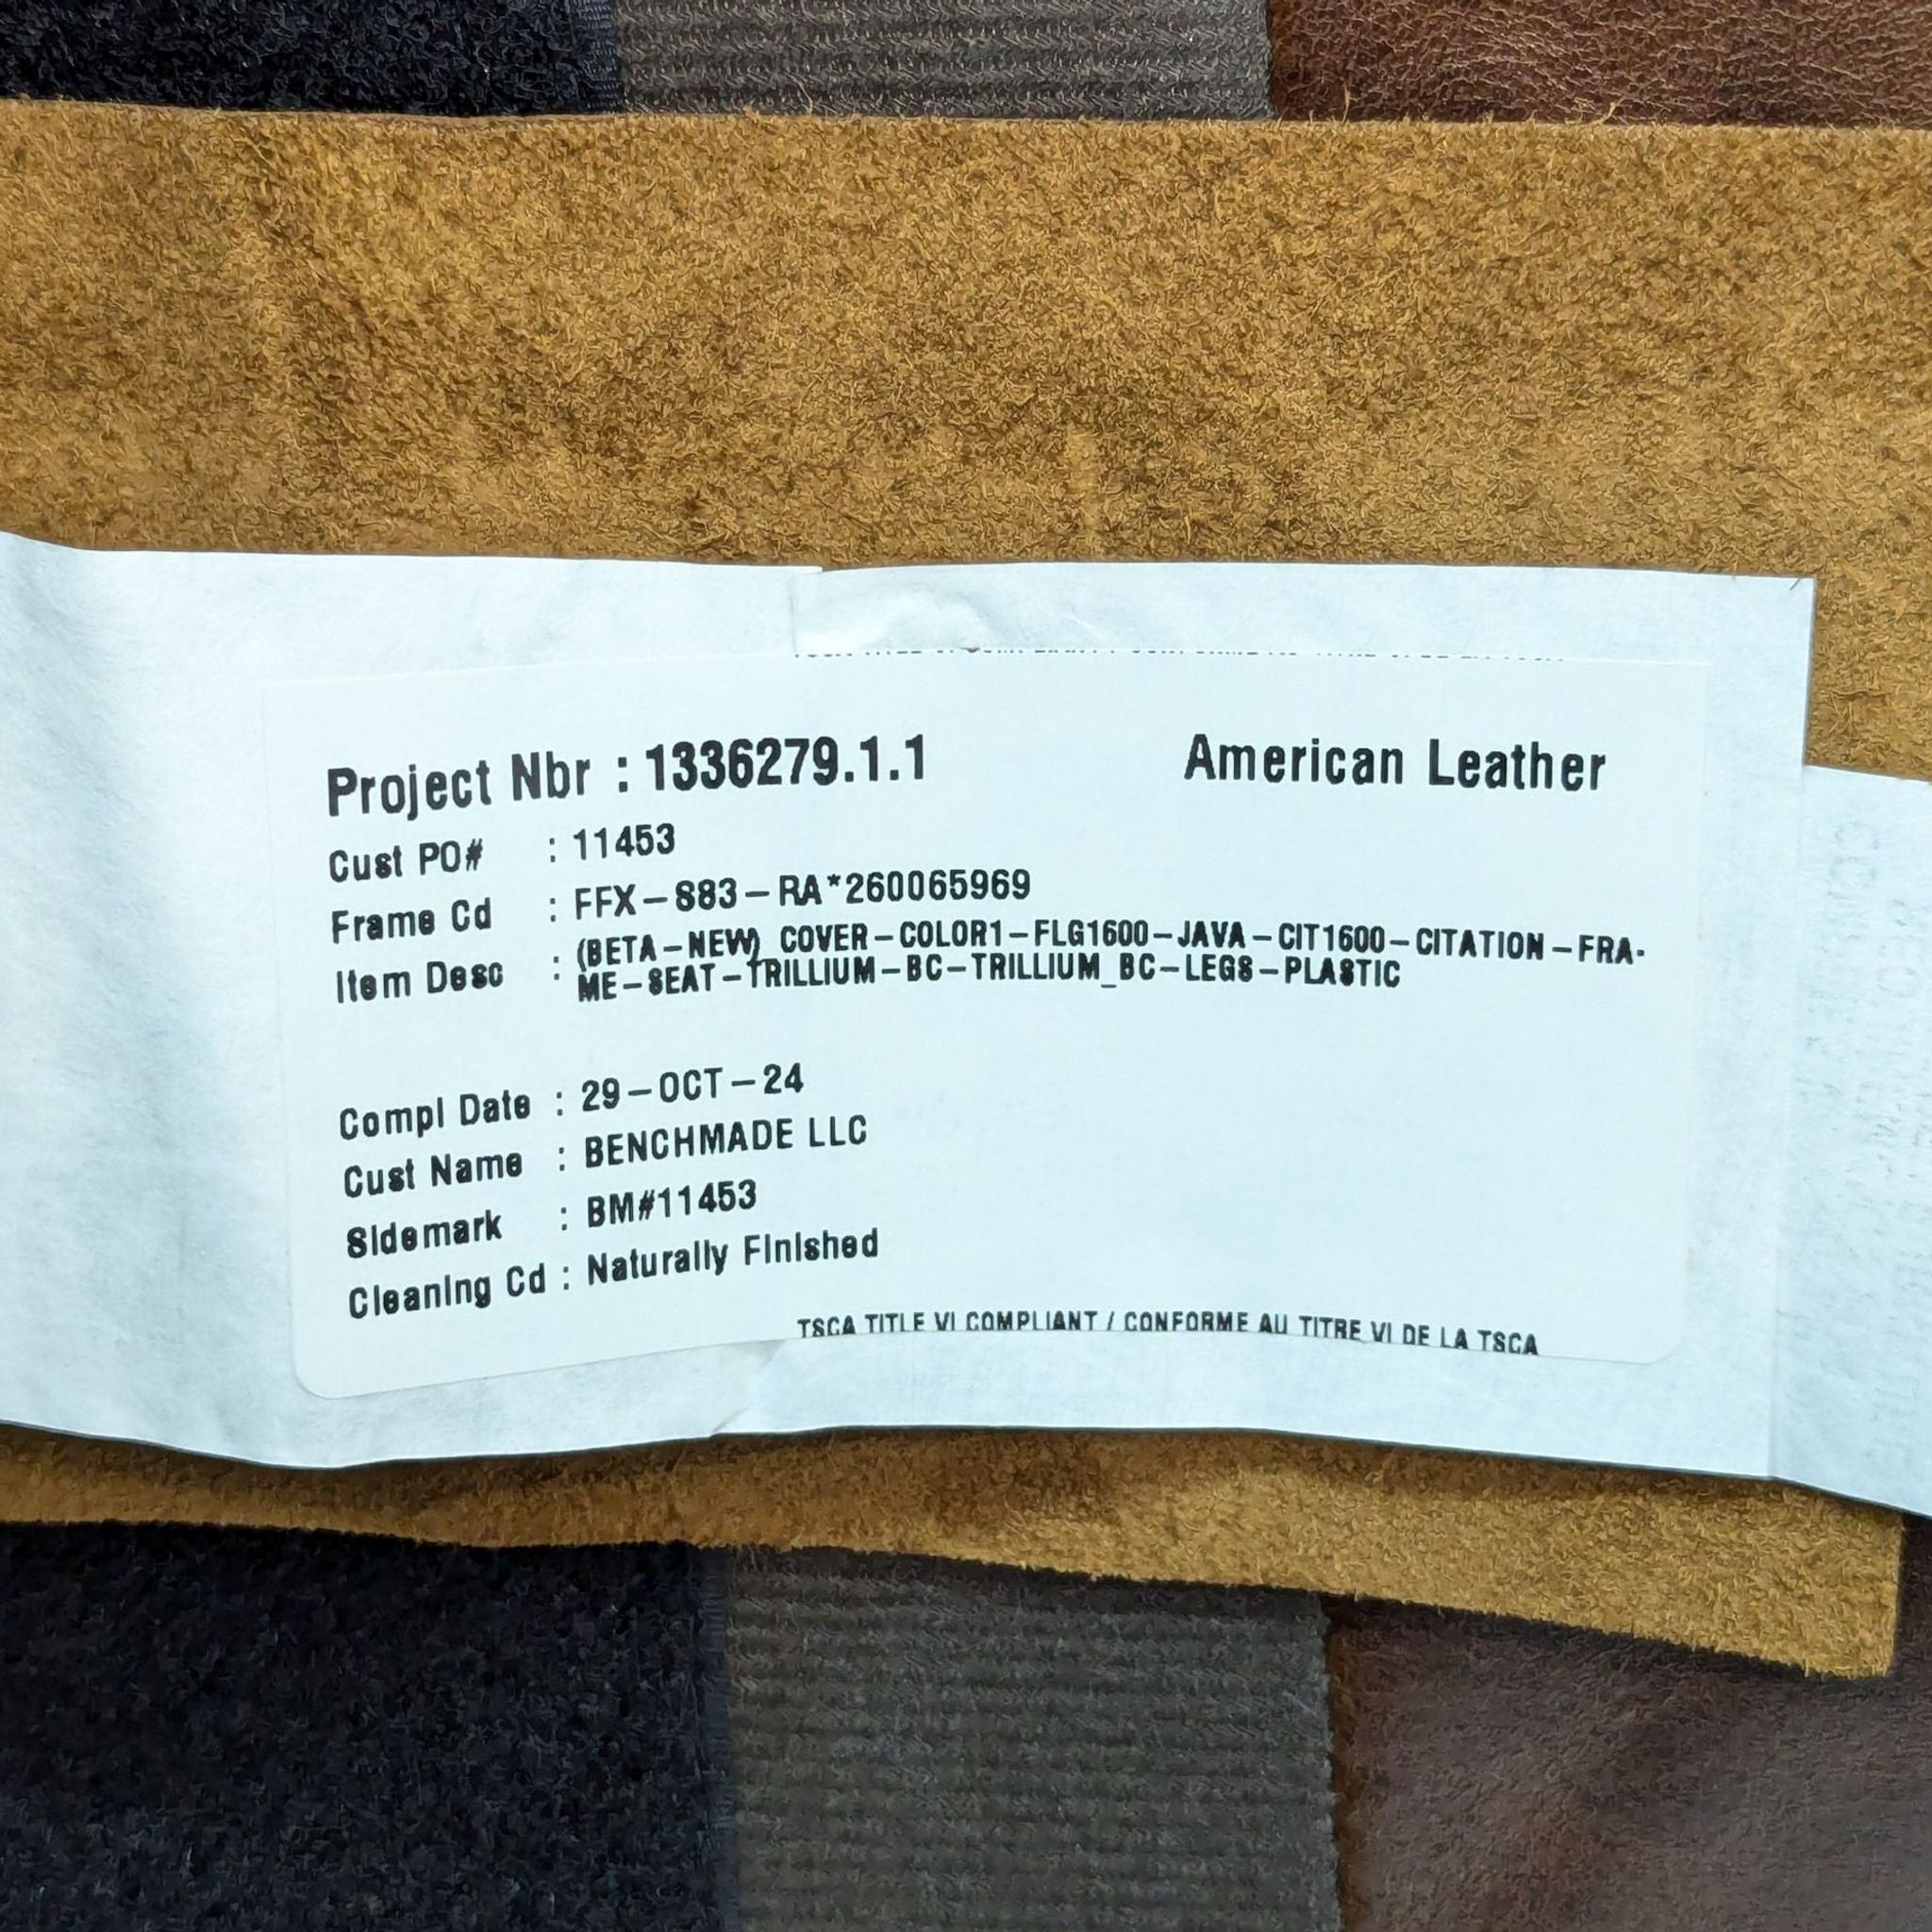 Project Nbr : 1336279.1.1 American Leather
Cust PO# : 11453
Frame Cd : FFX-S83-RA*260065969
Item Desc : (BETA-NEW)_COVER-COLOR1-FLG1600-JAVA-CIT1600-CITATION-FRA-
ME-SEAT-TRILLIUM-BC-TRILLIUM_BC-LEGS-PLASTIC
Compl Date : 29-OCT-24
Cust Name : BENCHMADE LLC
Sidemark : BM#11453
Cleaning Cd : Naturally Finished
TSCA TITLE VI COMPLIANT / CONFORME AU TITRE VI DE LA TSCA